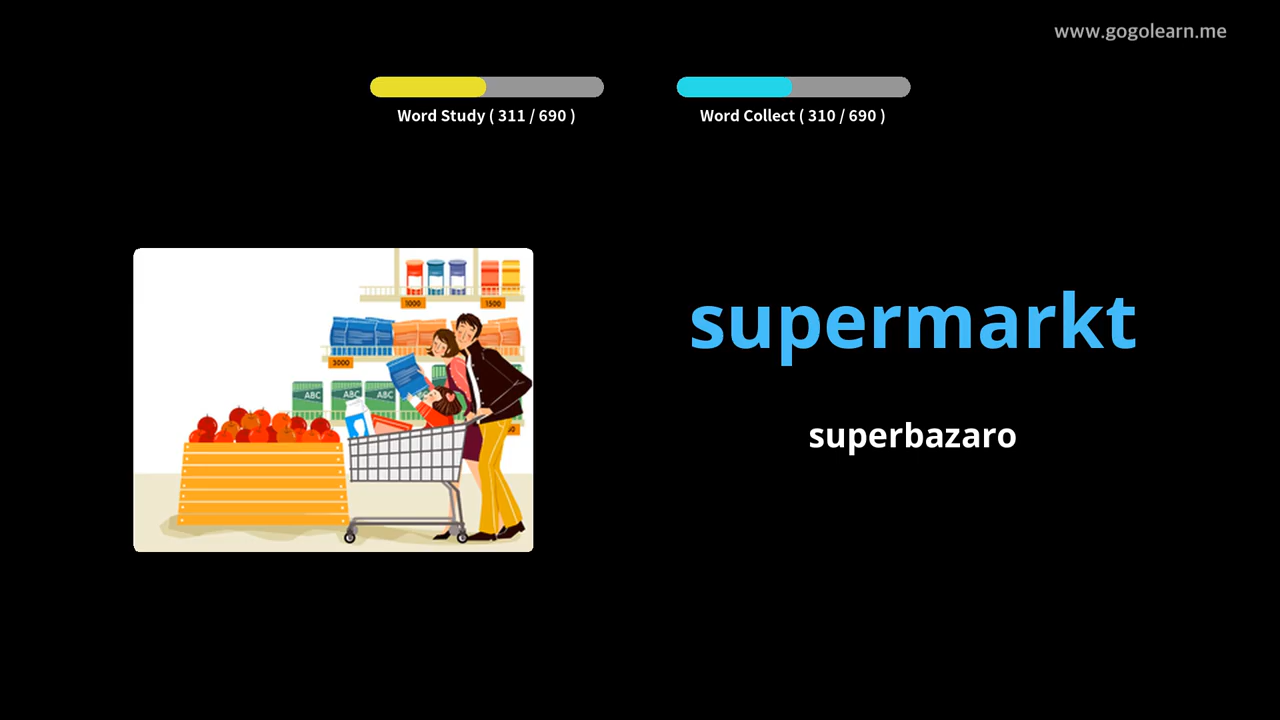 www.gogolearn.me
Word Study ( 311 / 690 )
Word Collect ( 310 / 690 )
1000
1500
3000
ABC
ABC
ABC
supermarkt
superbazaro